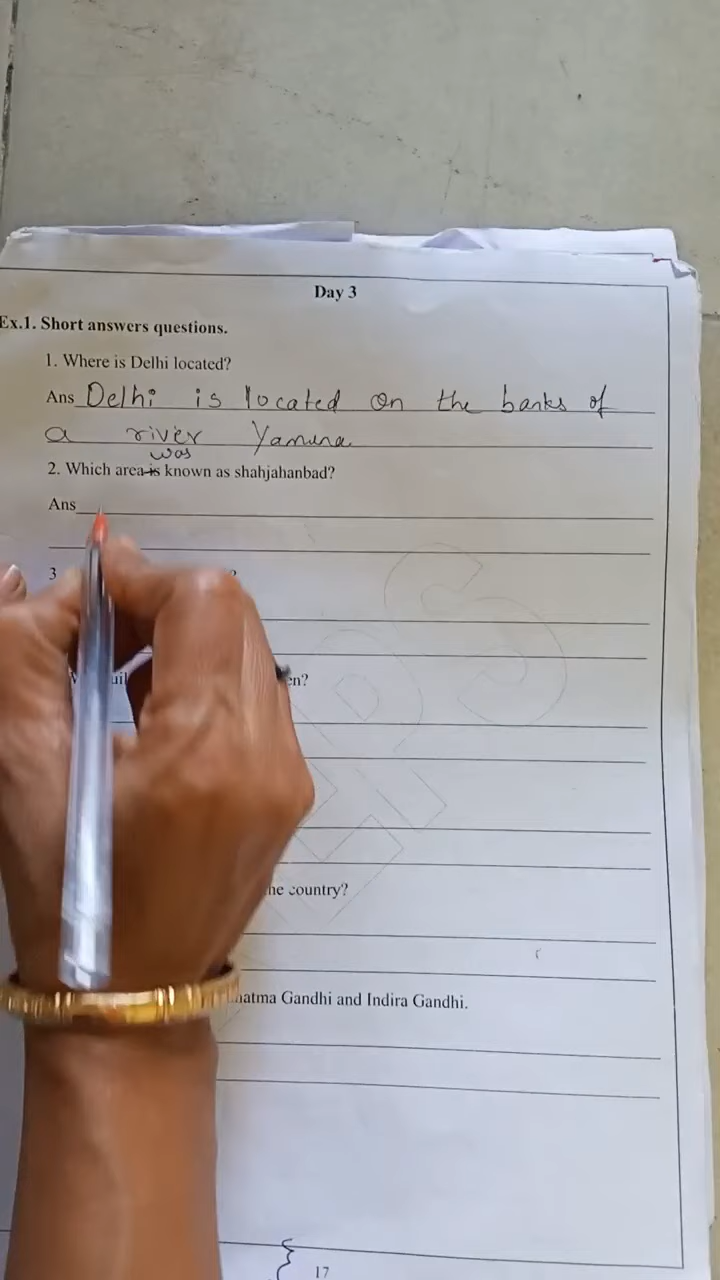 Day 3
Ex.1. Short answers questions.
1. Where is Delhi located?
Ans Delhi is located on the banks of
a river Yamuna
was
2. Which area is known as shahjahanbad?
Ans
3 ?
en?
he country?
hatma Gandhi and Indira Gandhi.
17